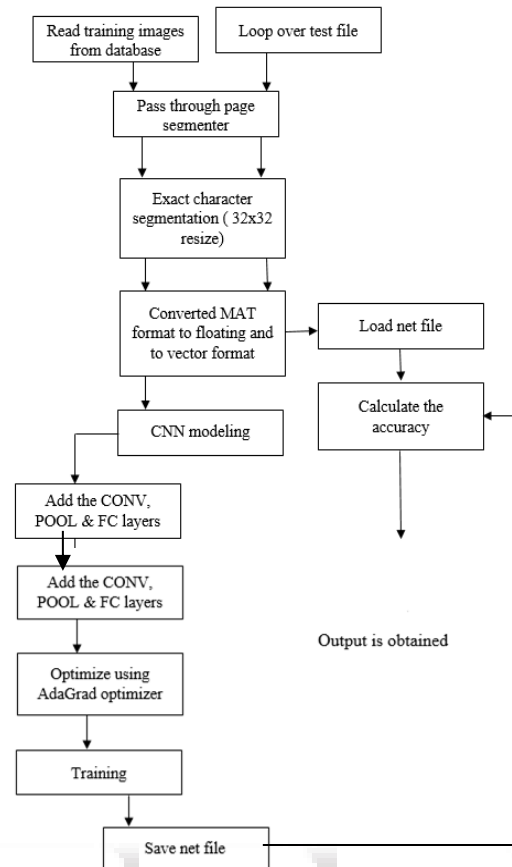 Read training images
from database
Loop over test file
Pass through page
segmenter
Exact character
segmentation ( 32x32
resize)
Converted MAT
format to floating and
to vector format
Load net file
Calculate the
accuracy
CNN modeling
Add the CONV,
POOL & FC layers
Add the CONV,
POOL & FC layers
Output is obtained
Optimize using
AdaGrad optimizer
Training
Save net file